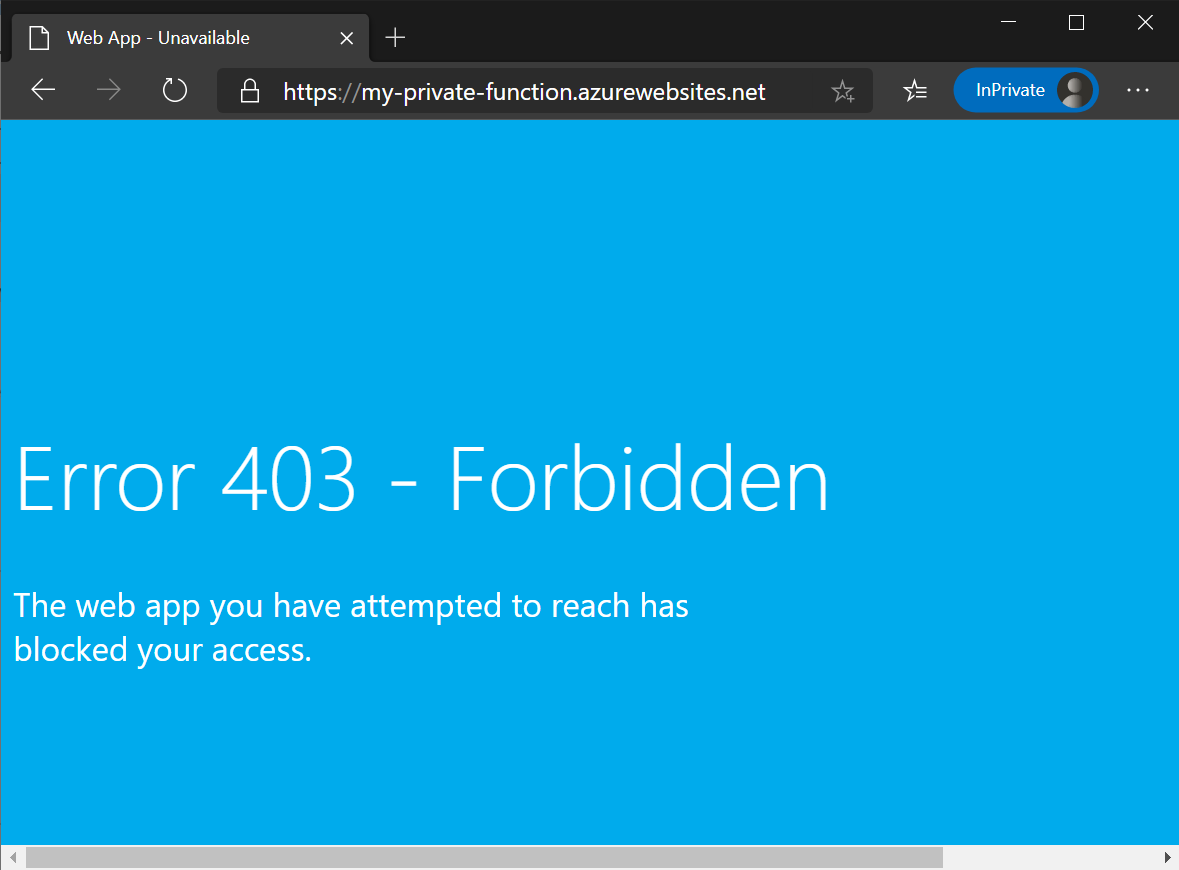 Web App - Unavailable
https://my-private-function.azurewebsites.net
InPrivate
Error 403 - Forbidden
The web app you have attempted to reach has
blocked your access.